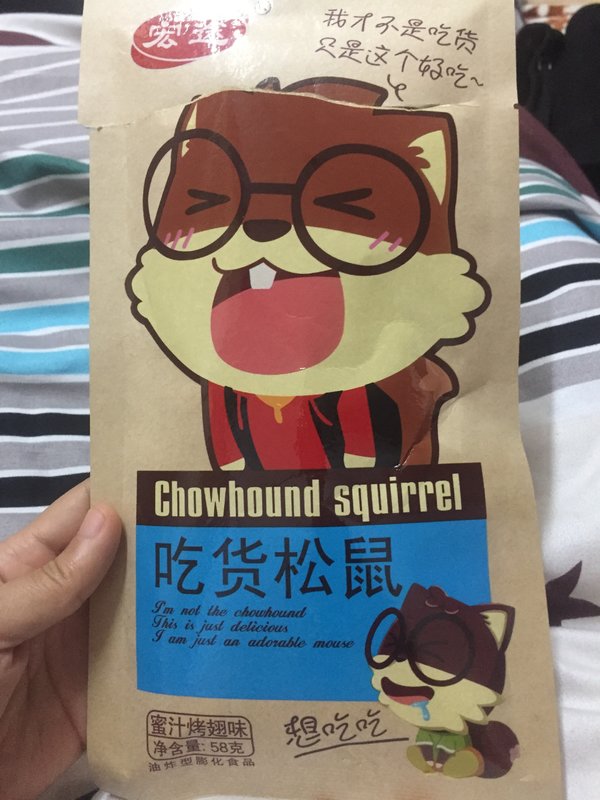 我才不是吃货
只是这个好吃~
Chowhound squirrel
吃货松鼠
I'm not the chowhound
This is just delicious
I am just an adorable mouse
蜜汁烤翅味
净含量: 58克
油炸型膨化食品
想吃吃